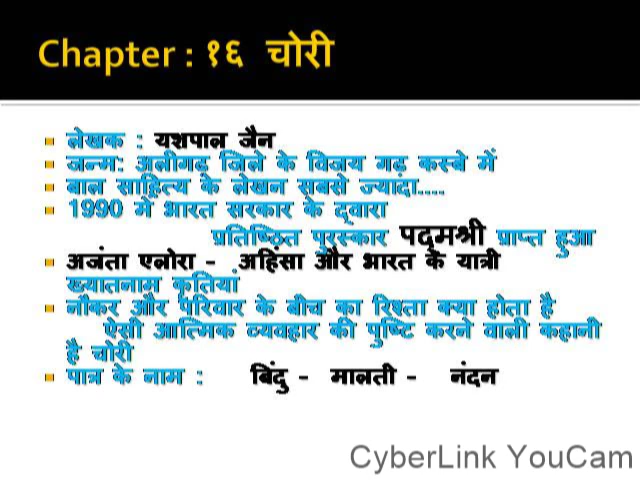 Chapter : १६ चोरी
लेखक : यशपाल जैन
जन्म: अलीगढ़ जिले के विजय गढ़ कस्बे में
बाल साहित्य के लेखन सबसे ज्यादा....
1990 में भारत सरकार के द्वारा
प्रतिष्ठित पुरस्कार पद्मश्री प्राप्त हुआ
अजंता एलोरा - अहिंसा और भारत के यात्री
ख्यातनाम कृतियां
नौकर और परिवार के बीच का रिश्ता क्या होता है
ऐसी आत्मिक व्यवहार की पुष्टि करने वाली कहानी
है चोरी
पात्र के नाम : बिंदु - मालती - नंदन
CyberLink YouCam